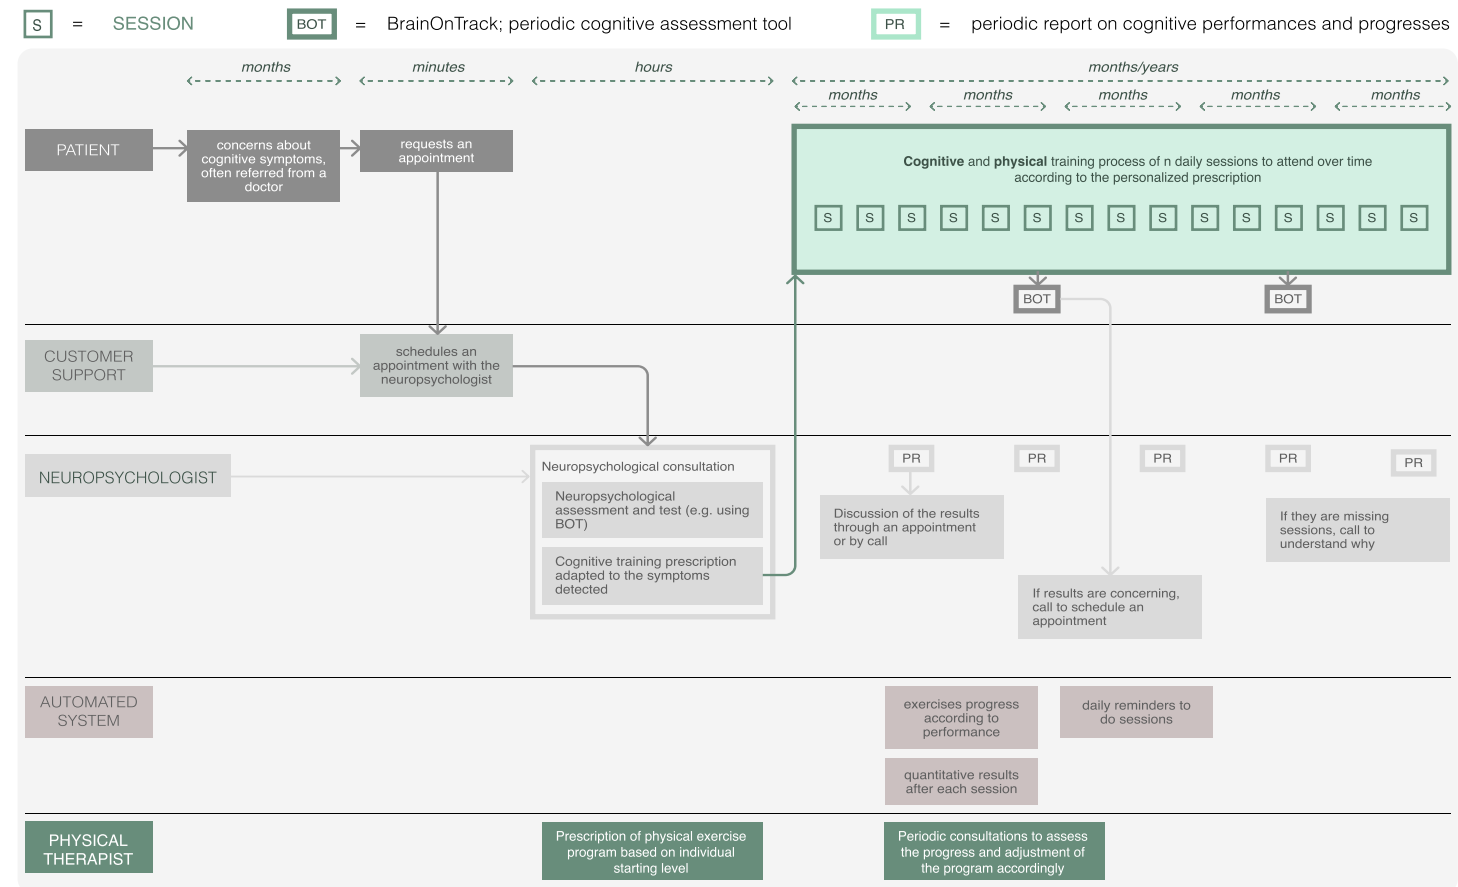 S = SESSION
BOT = BrainOnTrack; periodic cognitive assessment tool
PR = periodic report on cognitive performances and progresses
months
minutes
hours
months/years
months
months
months
months
months
PATIENT
concerns about
cognitive symptoms,
often referred from a
doctor
requests an
appointment
Cognitive and physical training process of n daily sessions to attend over time
according to the personalized prescription
S S S S S S S S S S S S S S S
BOT
BOT
CUSTOMER
SUPPORT
schedules an
appointment with the
neuropsychologist
NEUROPSYCHOLOGIST
Neuropsychological consultation
Neuropsychological
assessment and test (e.g. using
BOT)
Cognitive training prescription
adapted to the symptoms
detected
PR
PR
PR
PR
PR
Discussion of the results
through an appointment
or by call
If they are missing
sessions, call to
understand why
If results are concerning,
call to schedule an
appointment
AUTOMATED
SYSTEM
exercises progress
according to
performance
daily reminders to
do sessions
quantitative results
after each session
PHYSICAL
THERAPIST
Prescription of physical exercise
program based on individual
starting level
Periodic consultations to assess
the progress and adjustment of
the program accordingly